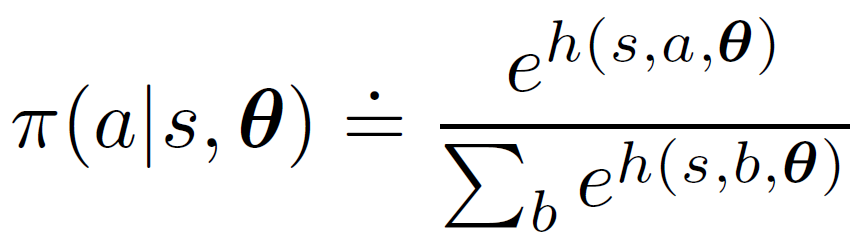 π(a|s, 𝜽) ≐ e^{h(s,a,𝜽)} / ∑_b e^{h(s,b,𝜽)}